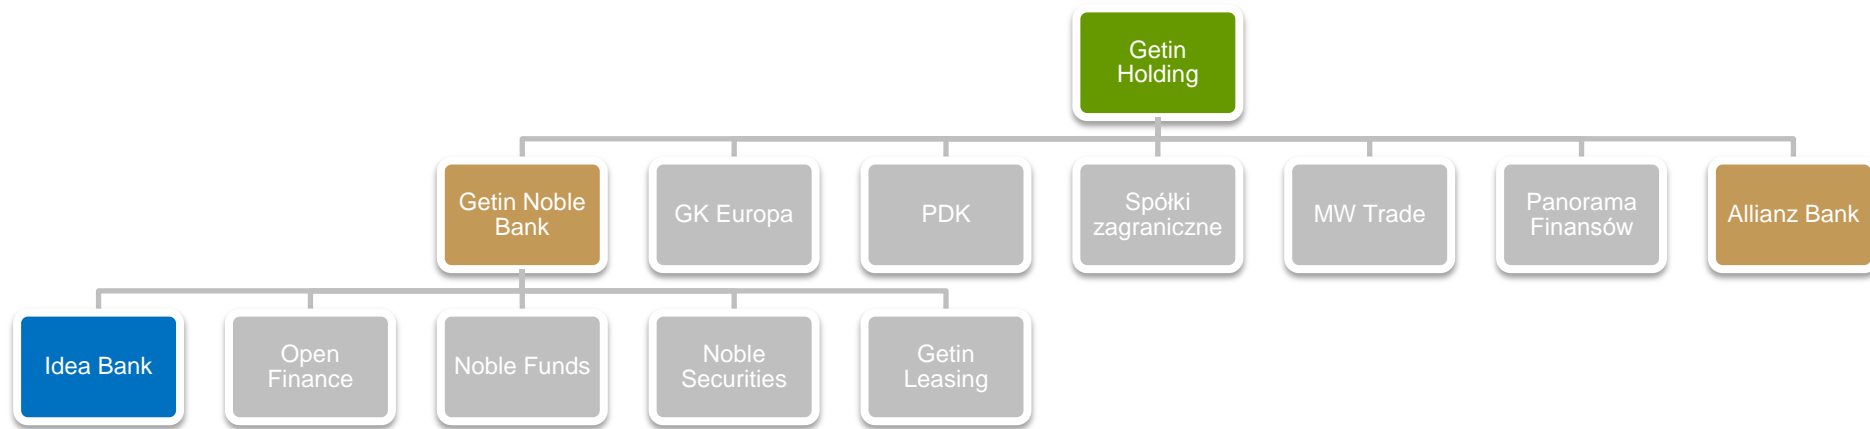 Getin
Holding
Getin Noble
Bank
GK Europa
PDK
Spółki
zagraniczne
MW Trade
Panorama
Finansów
Allianz Bank
Idea Bank
Open
Finance
Noble Funds
Noble
Securities
Getin
Leasing